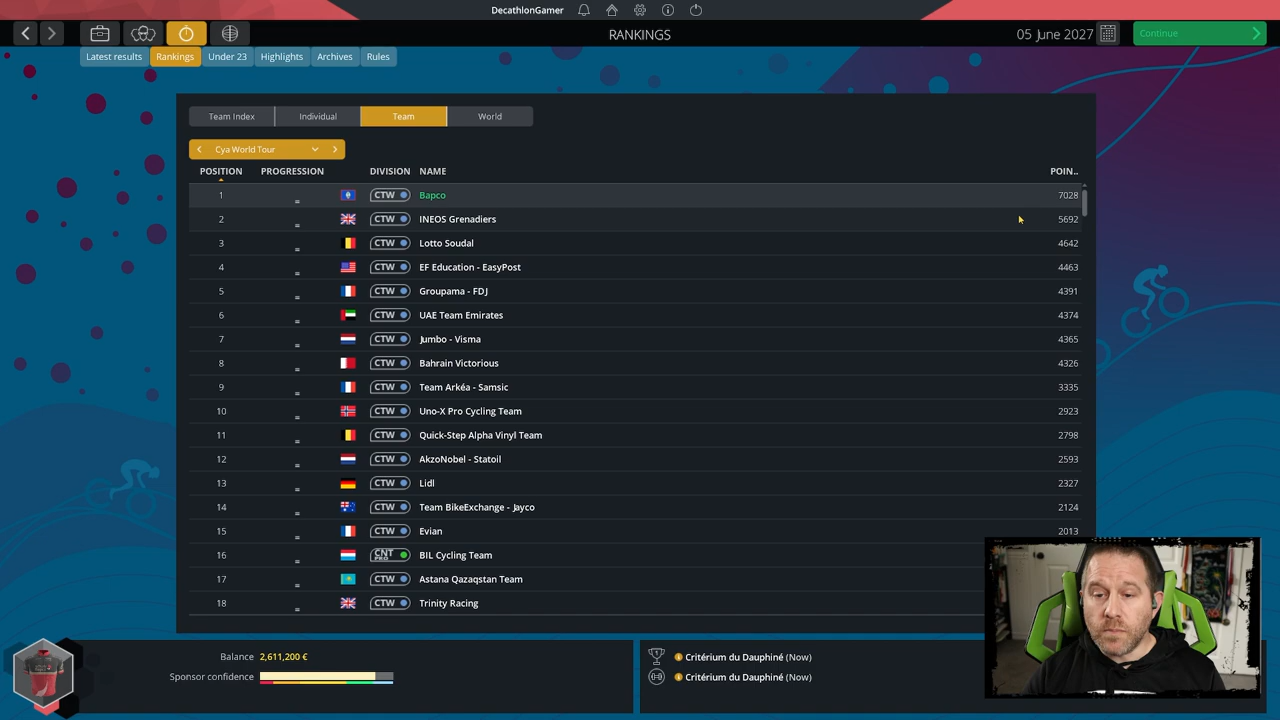 DecathlonGamer
RANKINGS
05 June 2027
Continue
Latest results
Rankings
Under 23
Highlights
Archives
Rules
Team Index
Individual
Team
World
Cya World Tour
POSITION PROGRESSION DIVISION NAME POIN..
1 = CTW Bapco 7028
2 = CTW INEOS Grenadiers 5692
3 = CTW Lotto Soudal 4642
4 = CTW EF Education - EasyPost 4463
5 = CTW Groupama - FDJ 4391
6 = CTW UAE Team Emirates 4374
7 = CTW Jumbo - Visma 4365
8 = CTW Bahrain Victorious 4326
9 = CTW Team Arkéa - Samsic 3335
10 = CTW Uno-X Pro Cycling Team 2923
11 = CTW Quick-Step Alpha Vinyl Team 2798
12 = CTW AkzoNobel - Statoil 2593
13 = CTW Lidl 2327
14 = CTW Team BikeExchange - Jayco 2124
15 = CTW Evian 2013
16 = CNT PRO BIL Cycling Team
17 = CTW Astana Qazaqstan Team
18 = CTW Trinity Racing
Balance 2,611,200 €
Sponsor confidence
Critérium du Dauphiné (Now)
Critérium du Dauphiné (Now)